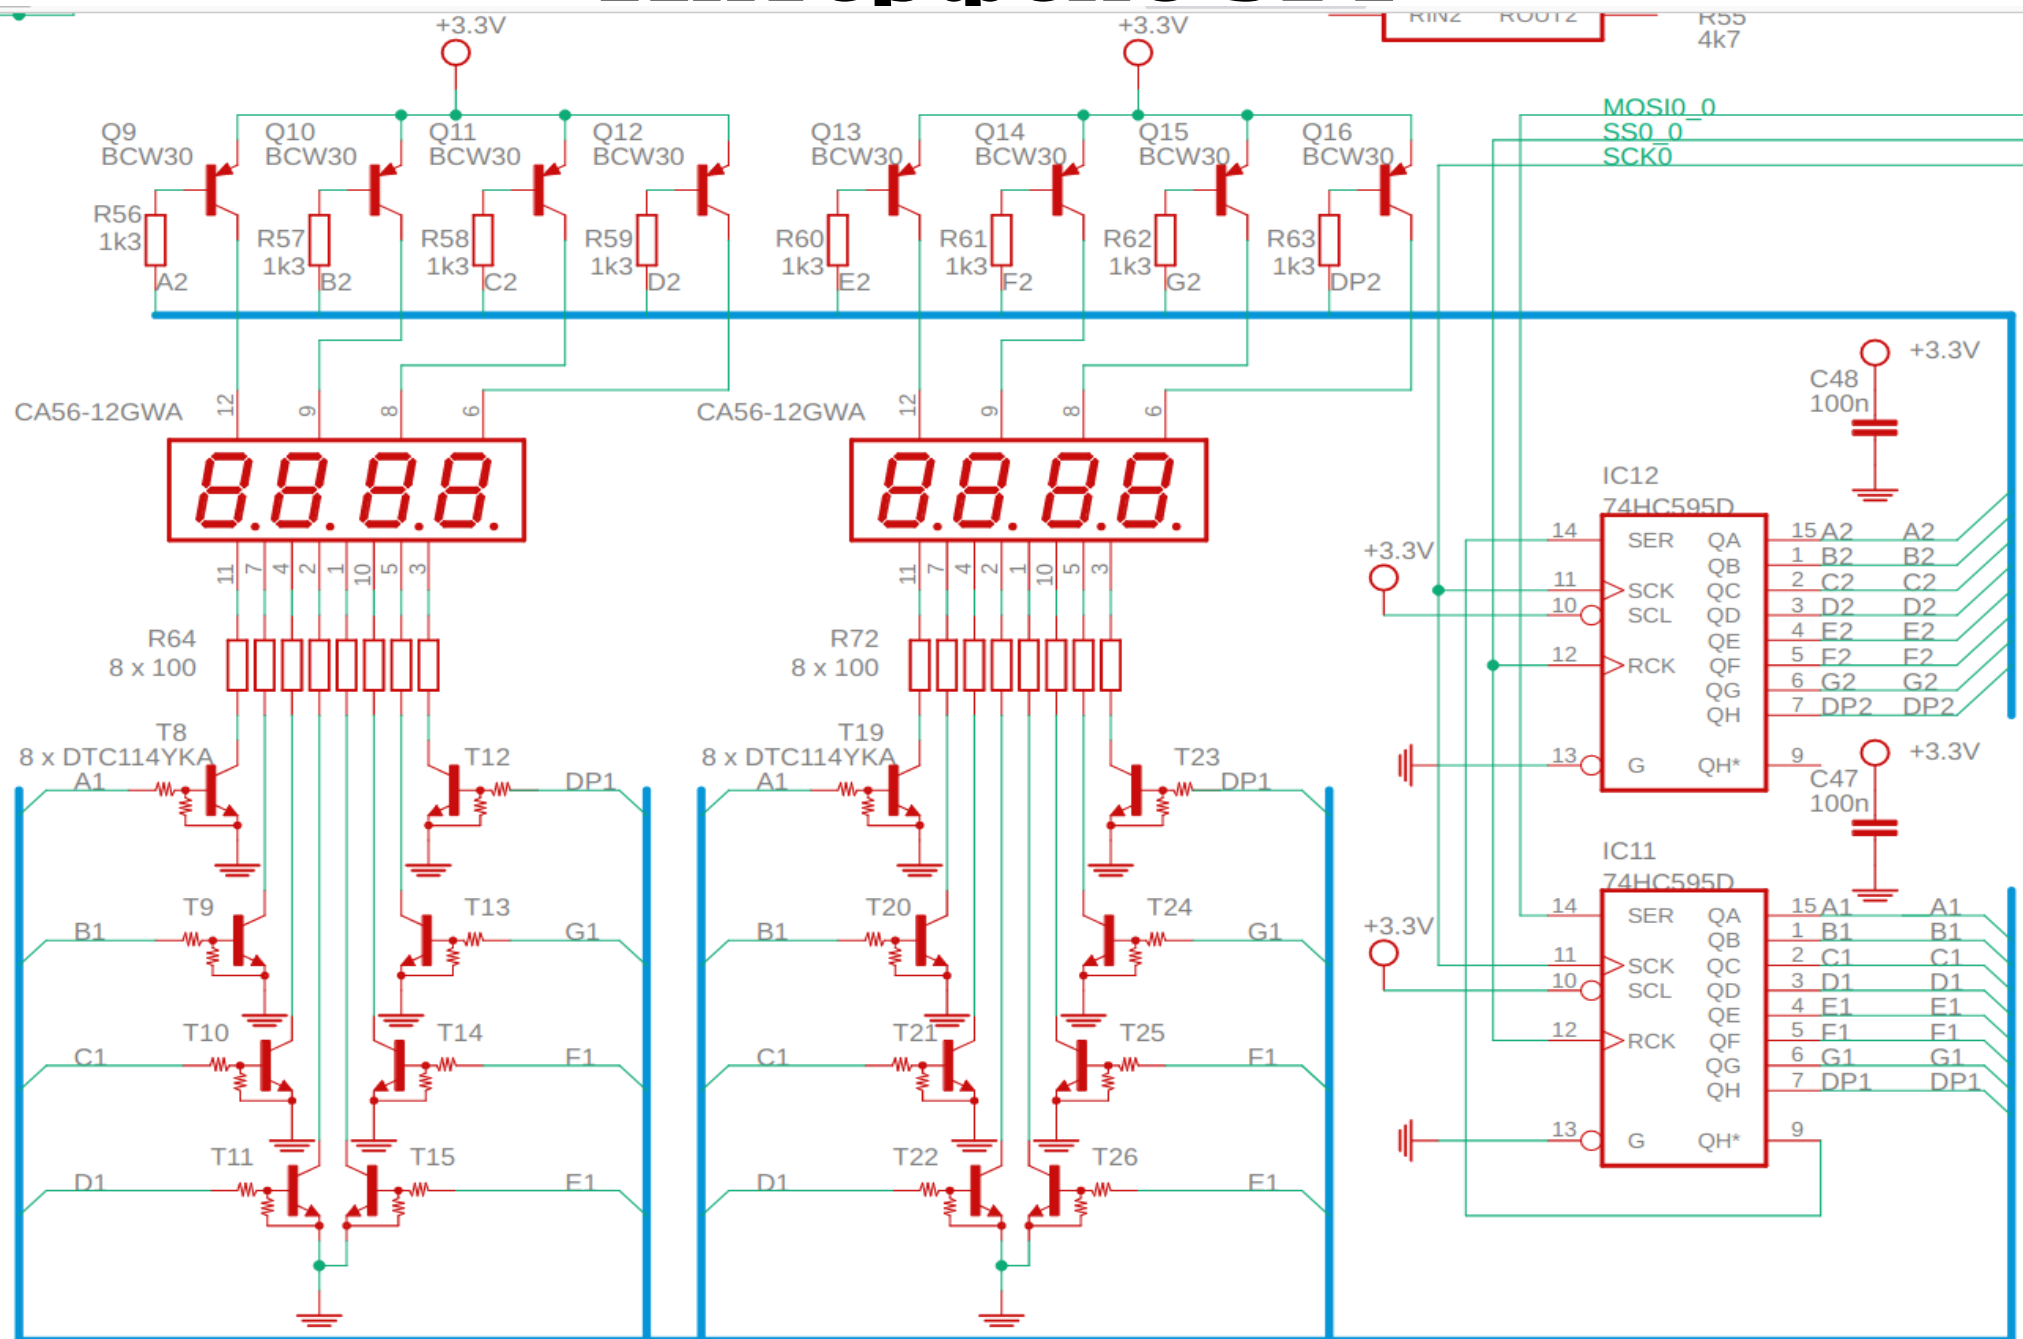 RIN2 ROUT2
R55
4k7
+3.3V
+3.3V
MOSI0_0
SS0_0
SCK0
Q9
BCW30
Q10
BCW30
Q11
BCW30
Q12
BCW30
Q13
BCW30
Q14
BCW30
Q15
BCW30
Q16
BCW30
R56
1k3
R57
1k3
R58
1k3
R59
1k3
R60
1k3
R61
1k3
R62
1k3
R63
1k3
A2 B2 C2 D2 E2 F2 G2 DP2
CA56-12GWA
12 9 8 6
8.8.8.8.
11 7 4 2 1 10 5 3
R64
8 x 100
T8
8 x DTC114YKA
A1
T12
DP1
T9
B1
T13
G1
T10
C1
T14
F1
T11
D1
T15
E1
CA56-12GWA
12 9 8 6
8.8.8.8.
11 7 4 2 1 10 5 3
R72
8 x 100
T19
8 x DTC114YKA
A1
T23
DP1
T20
B1
T24
G1
T21
C1
T25
F1
T22
D1
T26
E1
+3.3V
C48
100n
IC12
74HC595D
+3.3V
14 SER QA 15 A2 A2
QB 1 B2 B2
11 SCK QC 2 C2 C2
10 SCL QD 3 D2 D2
QE 4 E2 E2
12 RCK QF 5 F2 F2
QG 6 G2 G2
QH 7 DP2 DP2
13 G QH* 9
+3.3V
C47
100n
IC11
74HC595D
+3.3V
14 SER QA 15 A1 A1
QB 1 B1 B1
11 SCK QC 2 C1 C1
10 SCL QD 3 D1 D1
QE 4 E1 E1
12 RCK QF 5 F1 F1
QG 6 G1 G1
QH 7 DP1 DP1
13 G QH* 9